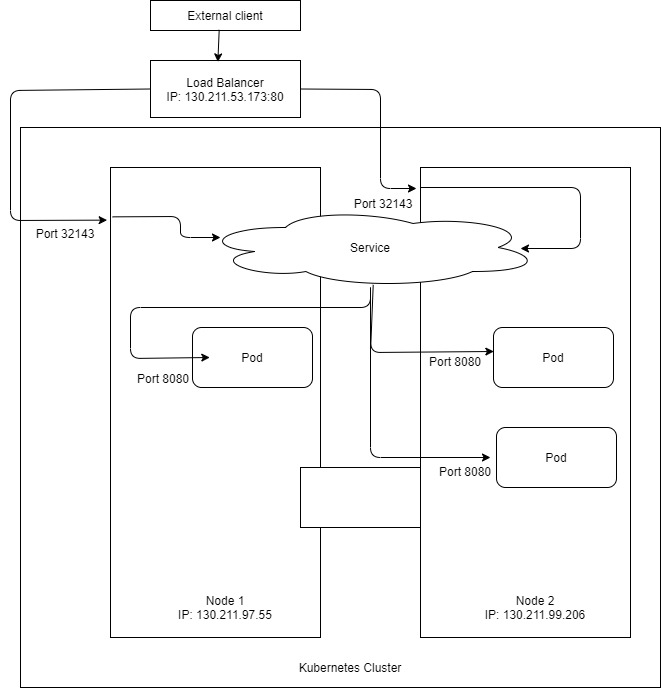 External client
Load Balancer
IP: 130.211.53.173:80
Port 32143
Port 32143
Service
Pod
Port 8080
Pod
Port 8080
Pod
Port 8080
Node 1
IP: 130.211.97.55
Node 2
IP: 130.211.99.206
Kubernetes Cluster